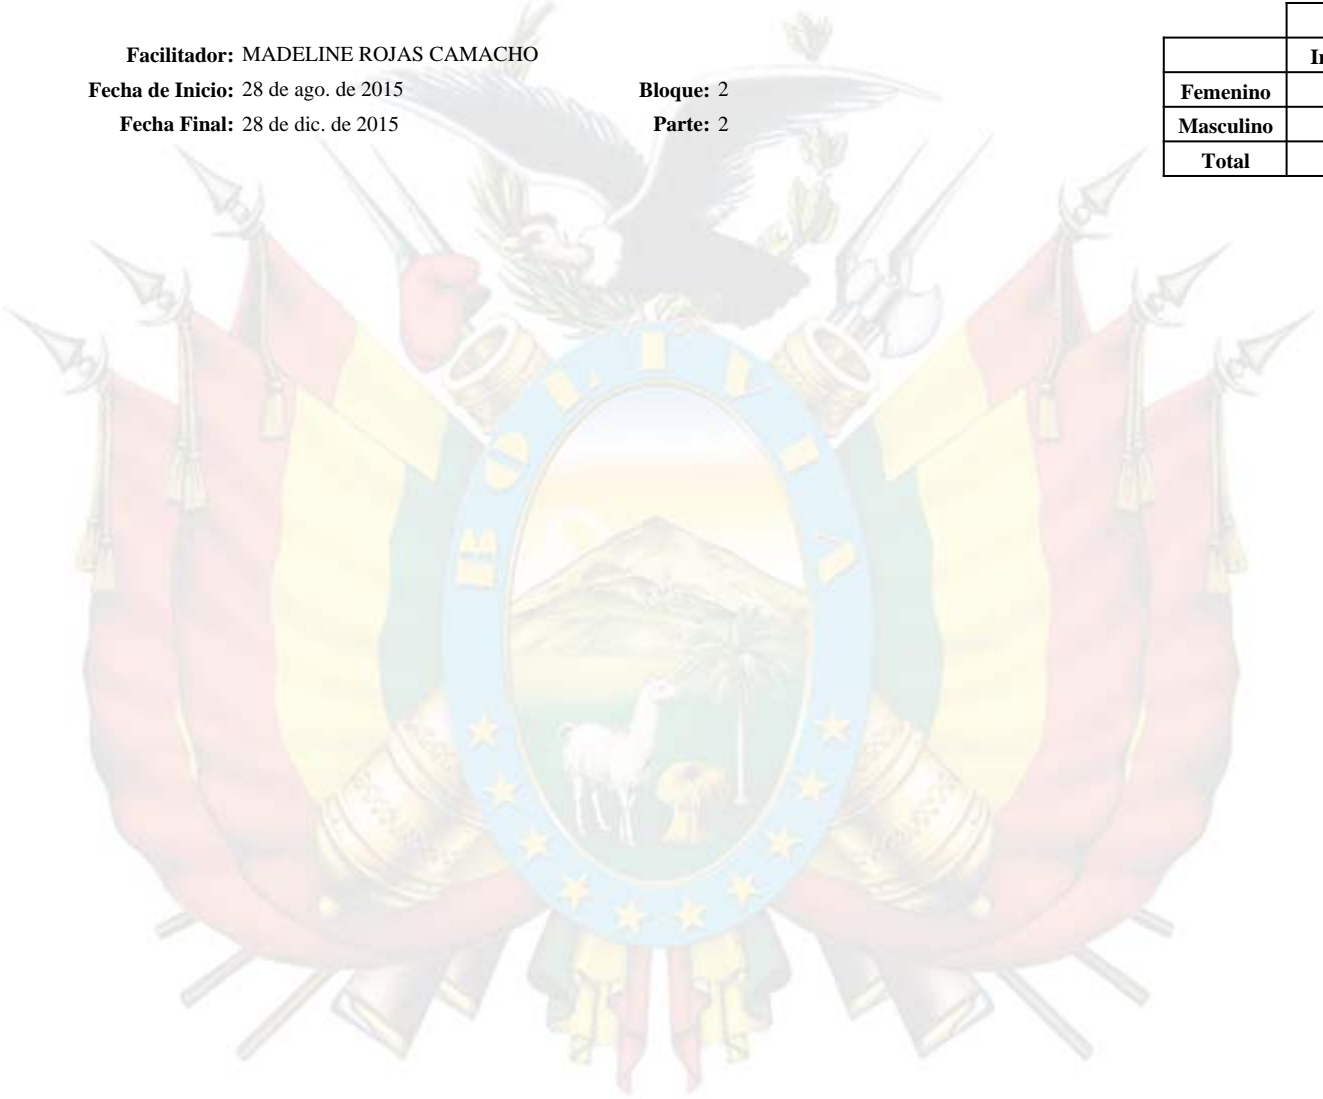 Facilitador: MADELINE ROJAS CAMACHO
Fecha de Inicio: 28 de ago. de 2015 Bloque: 2
Fecha Final: 28 de dic. de 2015 Parte: 2
Femenino
Masculino
Total
BOLIVIA